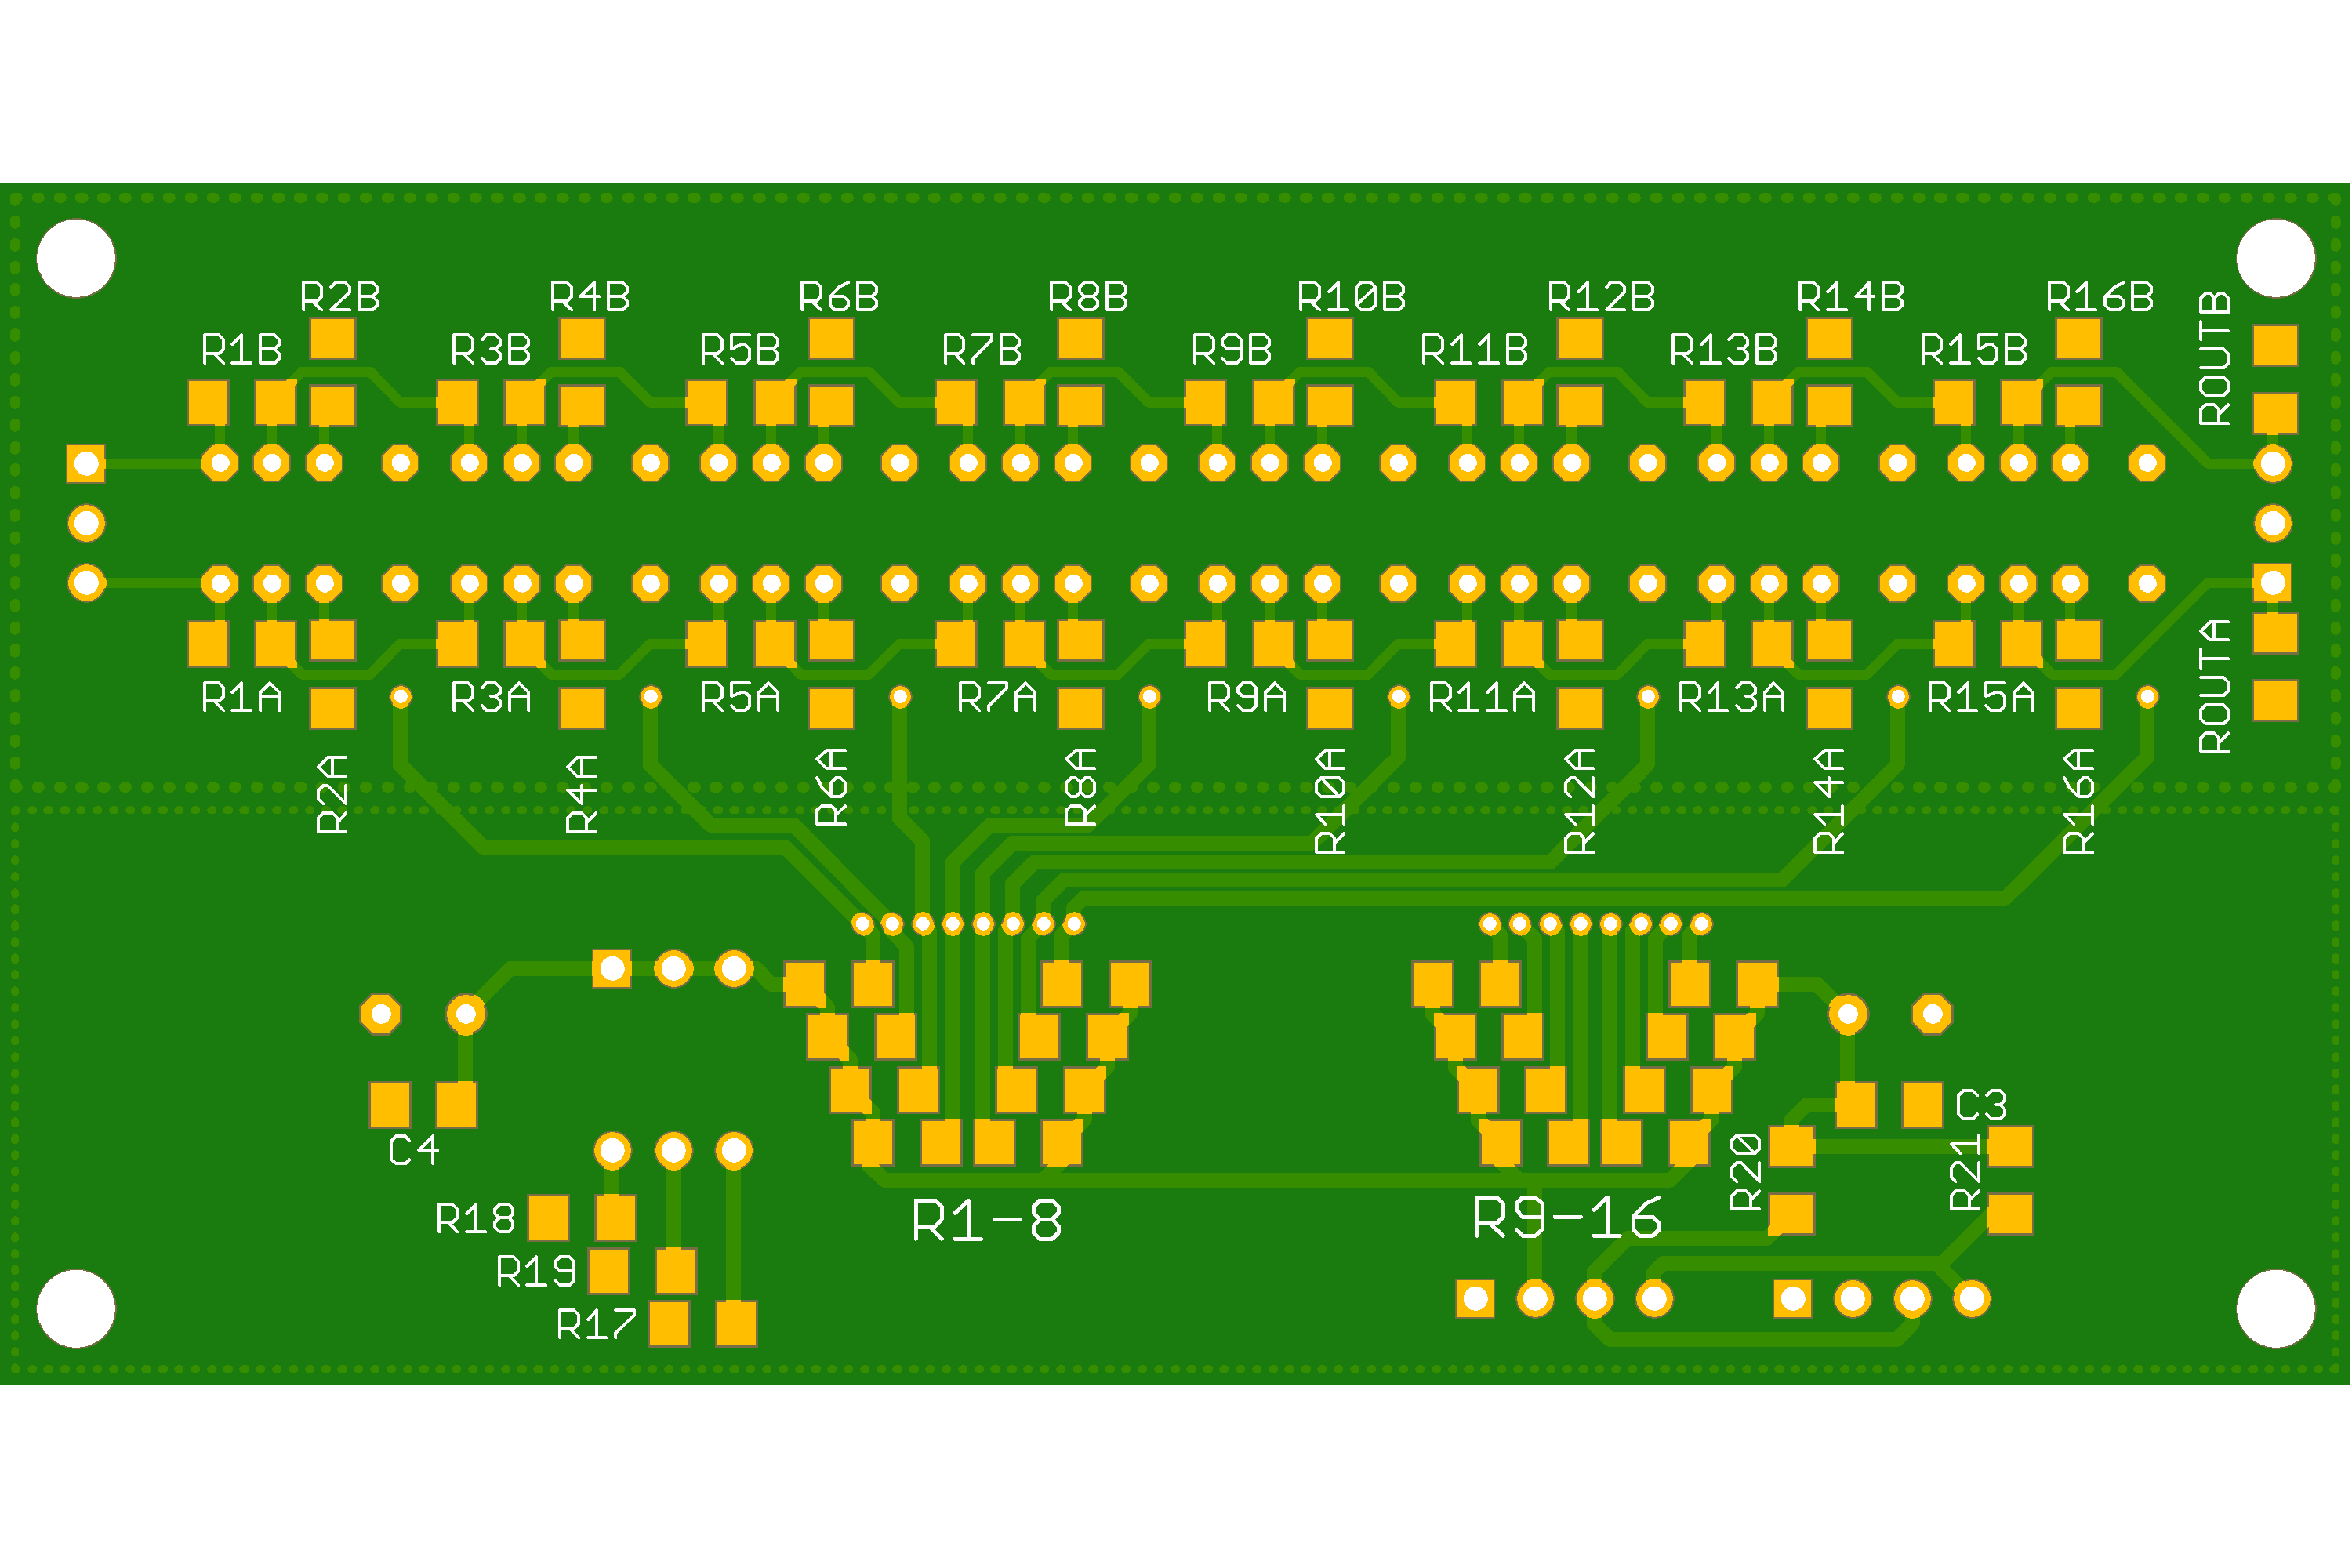 R2B R4B R6B R8B R10B R12B R14B R16B
R1B R3B R5B R7B R9B R11B R13B R15B
ROUTB
R1A R3A R5A R7A R9A R11A R13A R15A
ROUTA
R2A R4A R6A R8A R10A R12A R14A R16A
C3
C4
R20 R21
R18
R1-8 R9-16
R19
R17